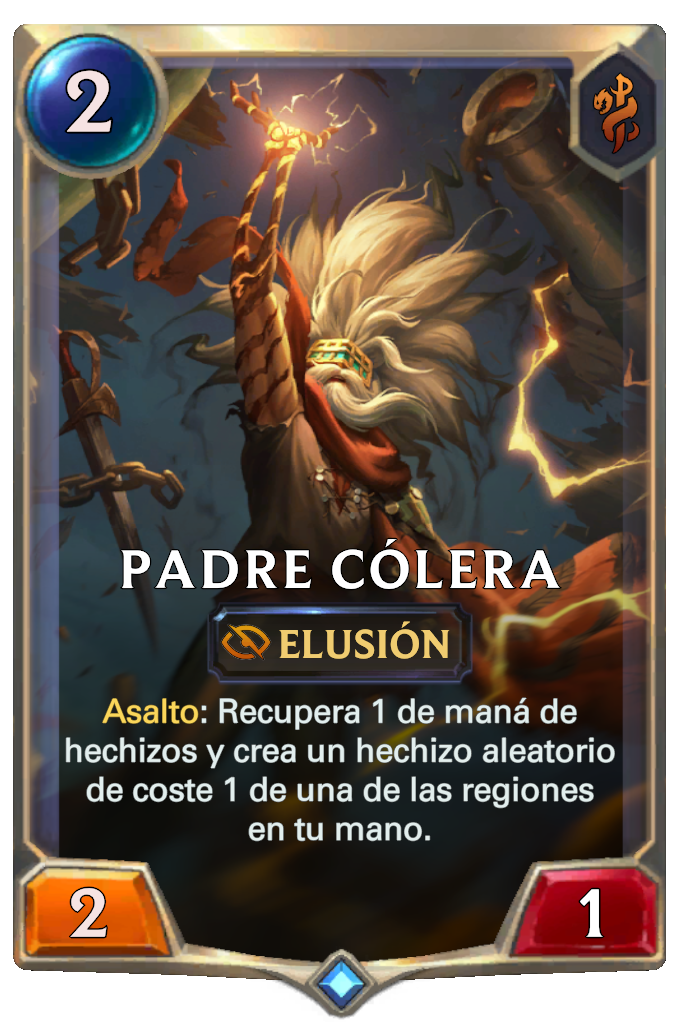 2
PADRE CÓLERA
ELUSIÓN
Asalto: Recupera 1 de maná de
hechizos y crea un hechizo aleatorio
de coste 1 de una de las regiones
en tu mano.
2
1